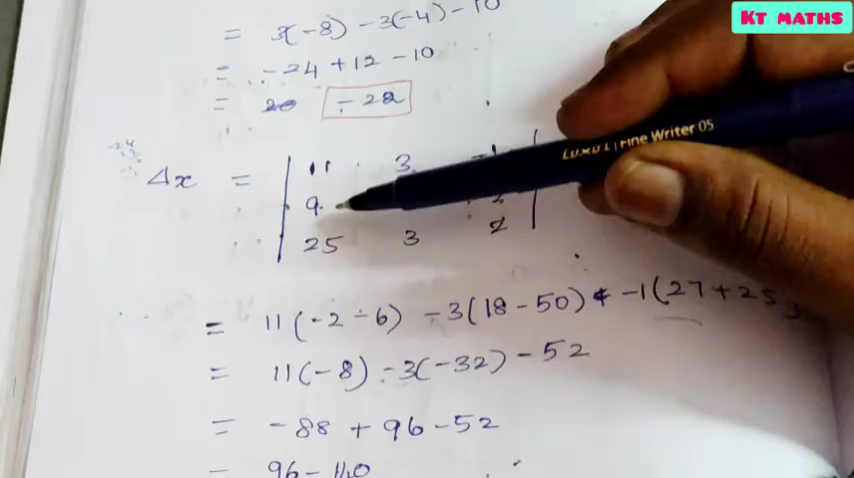 KT MATHS
= 3(-8) -3(-4) - 10
= -24 + 12 - 10
= -22
LUXOR | Fine Writer 05
Δx = | 11 3 -1 |
9
25 3 2
= 11(-2-6) -3(18-50) -1(27+25)
= 11(-8) -3(-32) - 52
= -88 + 96 - 52
= 96 - 140